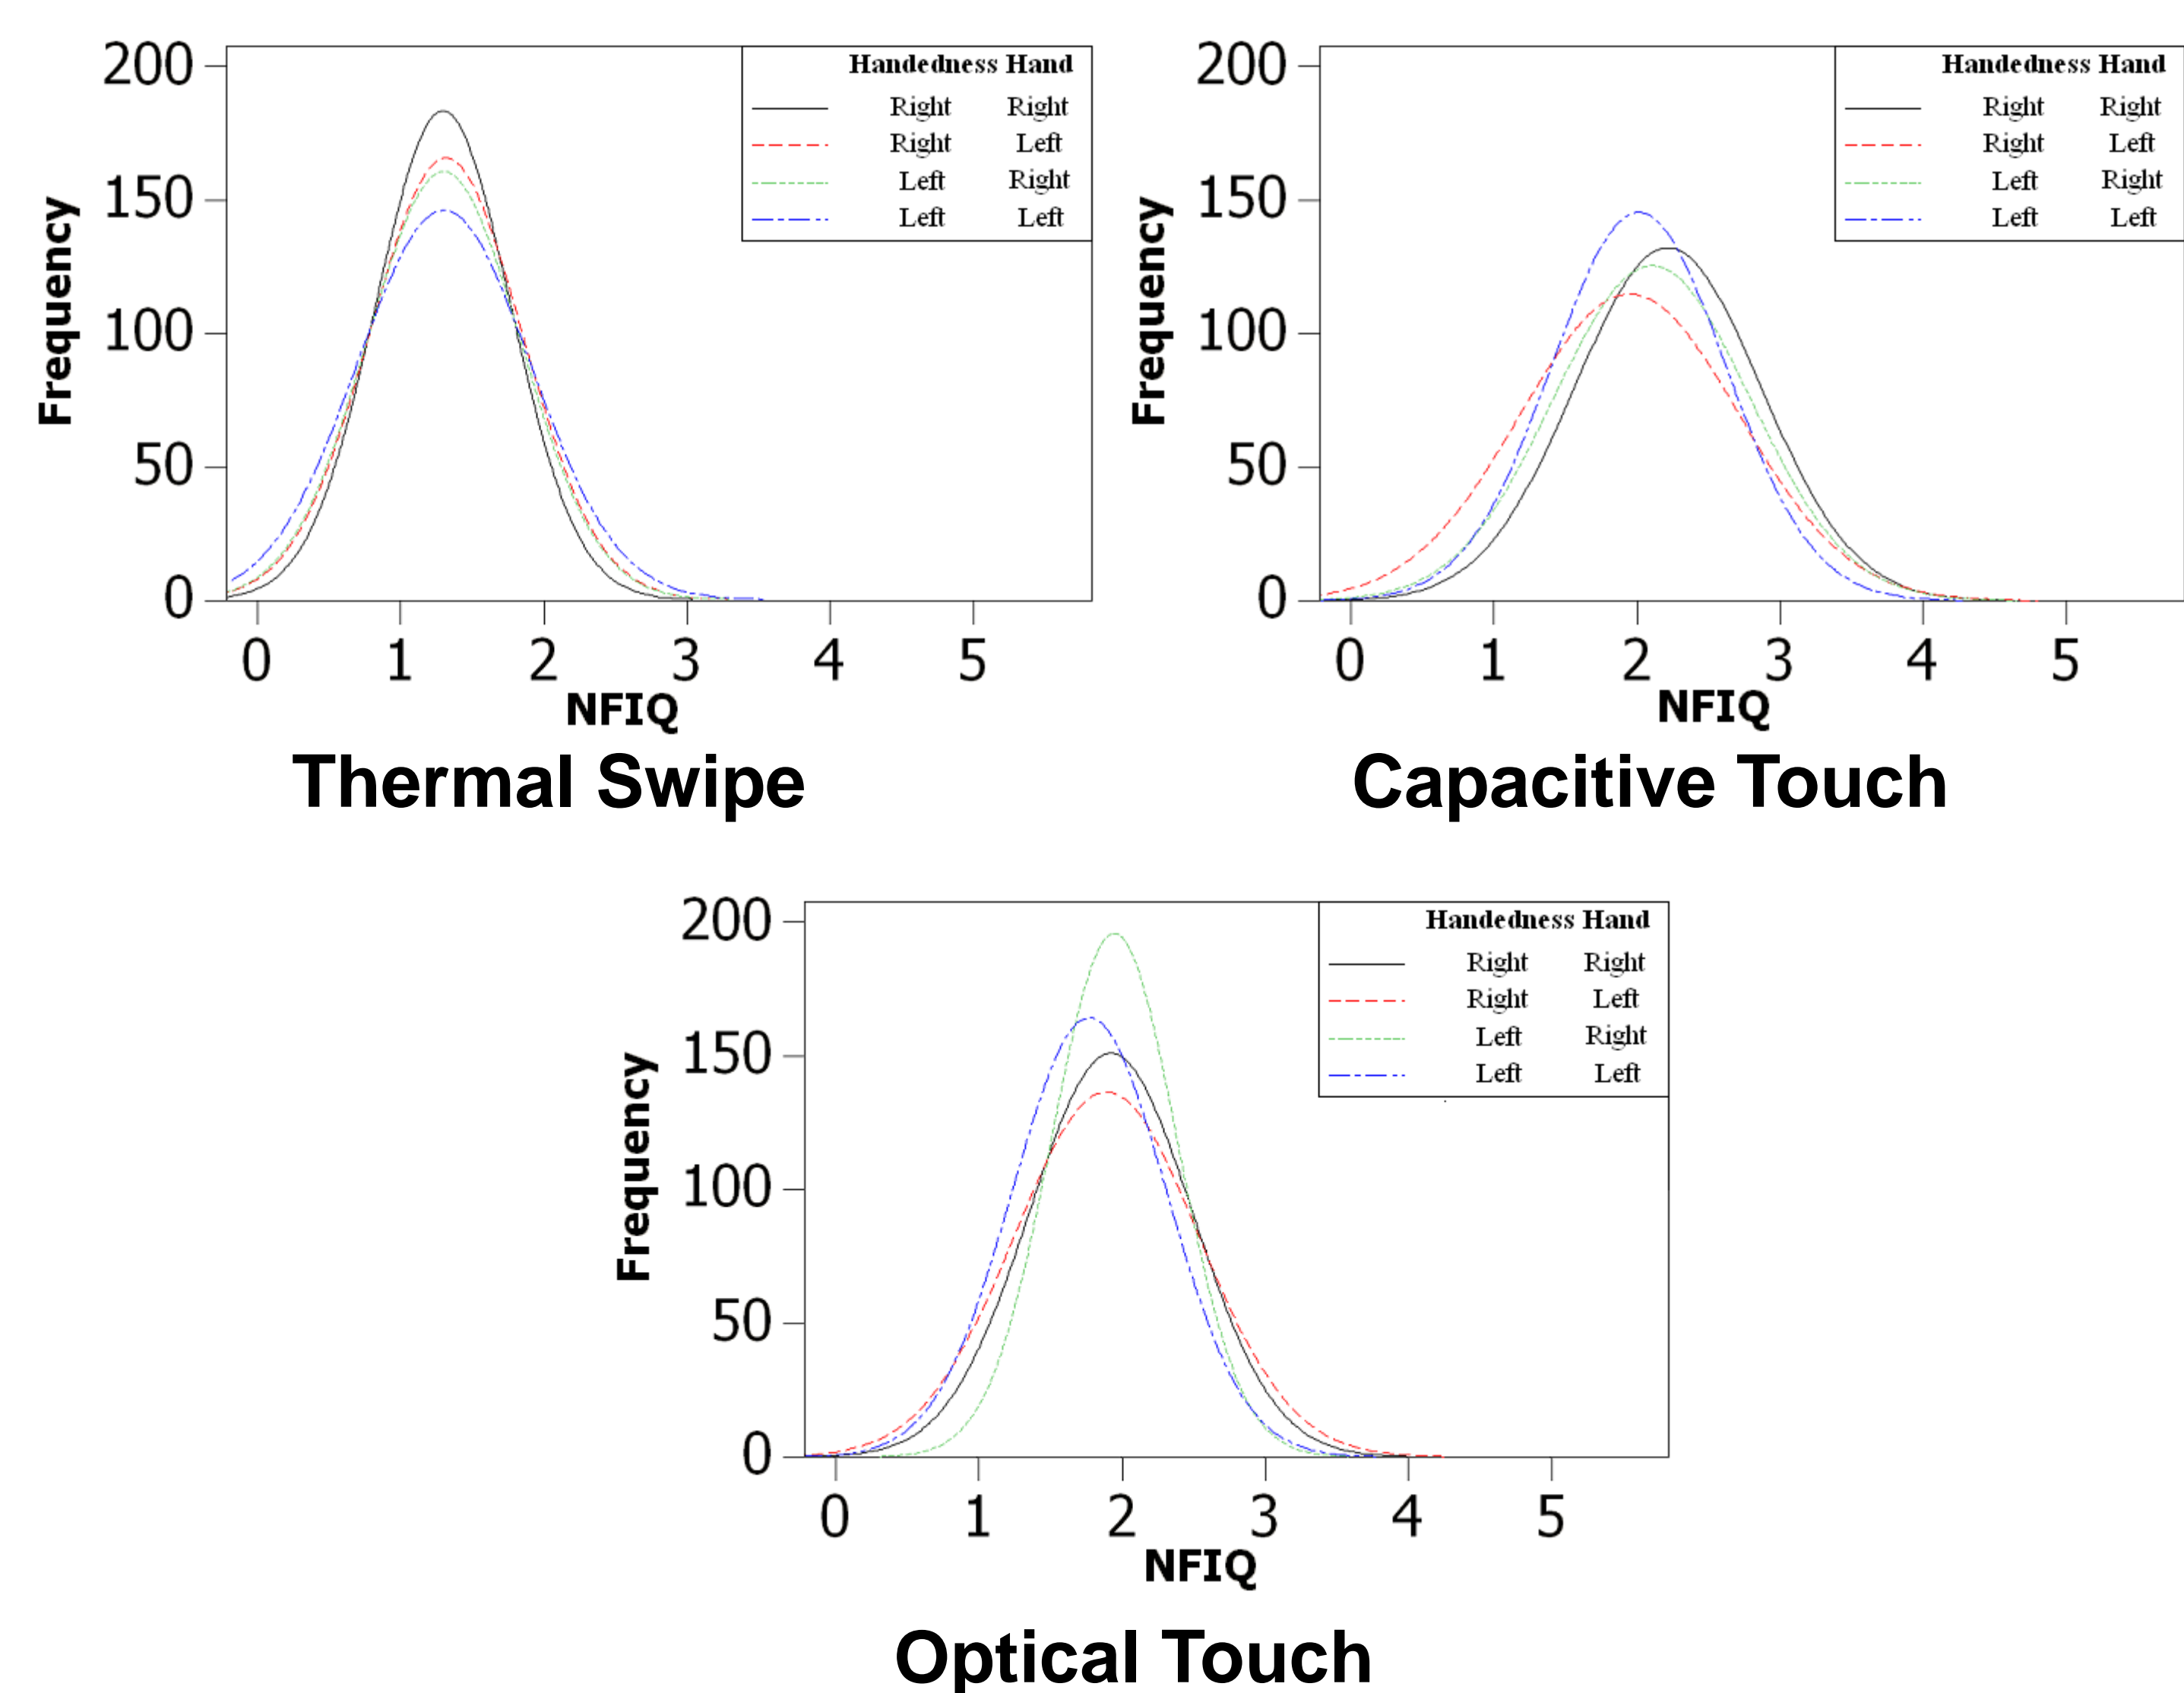 200
150
100
50
0
Frequency
Handedness Hand
Right Right
Right Left
Left Right
Left Left
0 1 2 3 4 5
NFIQ
Thermal Swipe
200
150
100
50
0
Frequency
Handedness Hand
Right Right
Right Left
Left Right
Left Left
0 1 2 3 4 5
NFIQ
Capacitive Touch
200
150
100
50
0
Frequency
Handedness Hand
Right Right
Right Left
Left Right
Left Left
0 1 2 3 4 5
NFIQ
Optical Touch